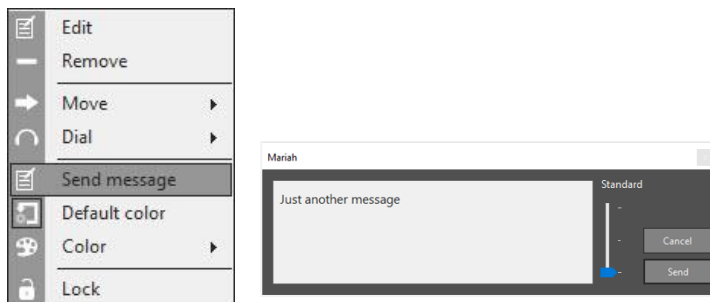 Edit
Remove
Move
Dial
Send message
Default color
Color
Lock
Mariah
Just another message
Standard
Cancel
Send